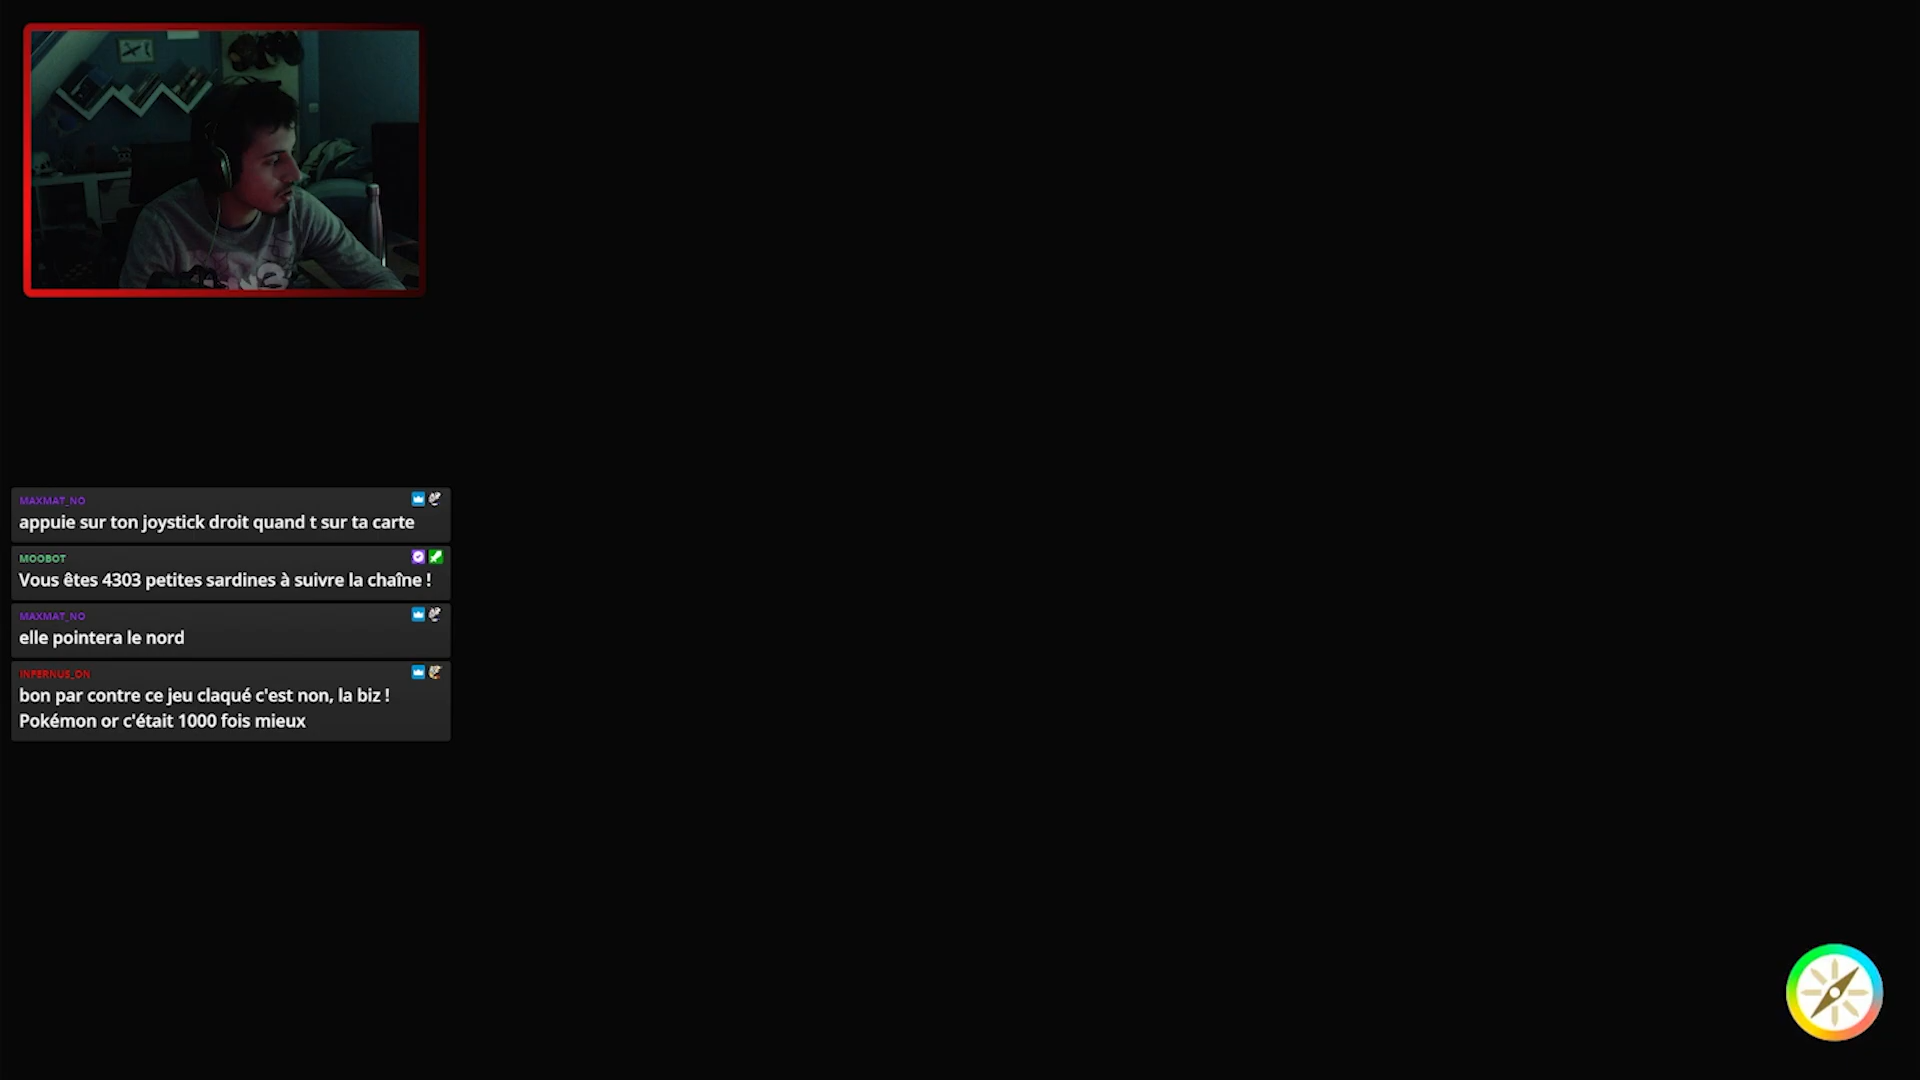 MAXMAT_NO
appuie sur ton joystick droit quand t sur ta carte
MOOBOT
Vous êtes 4303 petites sardines à suivre la chaîne !
MAXMAT_NO
elle pointera le nord
INFERNUS_ON
bon par contre ce jeu claqué c'est non, la biz !
Pokémon or c'était 1000 fois mieux